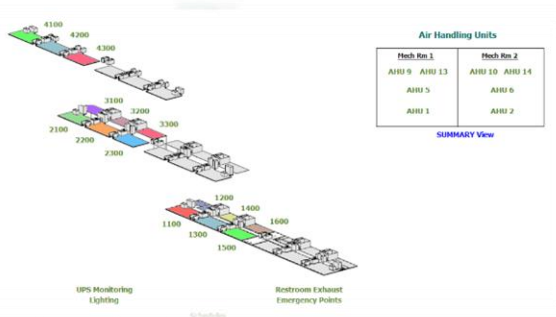 4100
4200
4300
Air Handling Units
Mech Rm 1
Mech Rm 2
AHU 9 AHU 13
AHU 10 AHU 14
AHU 5
AHU 6
AHU 1
AHU 2
SUMMARY View
3100
3200
3300
2100
2200
2300
1200
1400
1600
1100
1300
1500
UPS Monitoring
Lighting
Restroom Exhaust
Emergency Points